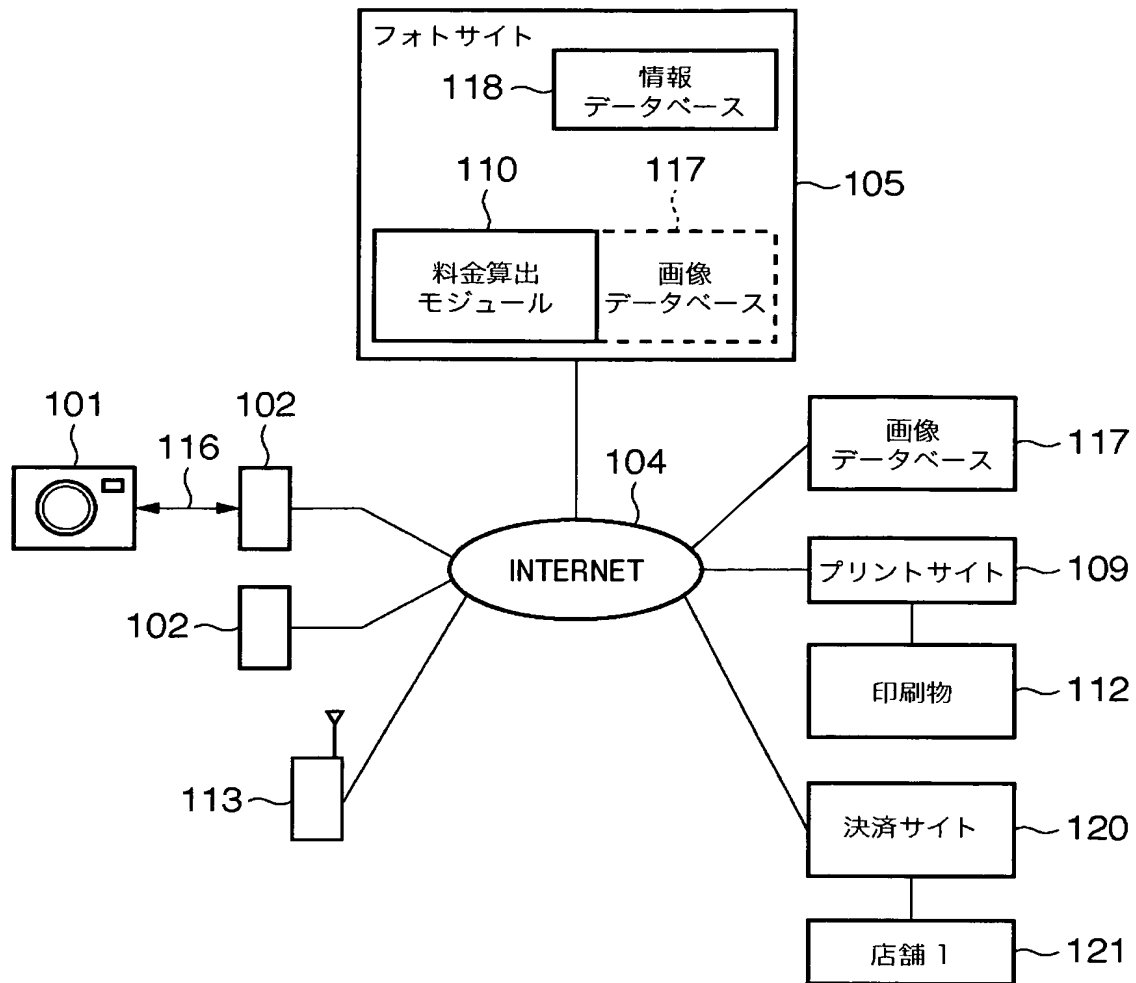 フォトサイト
情報
データベース
118
110
117
105
料金算出
モジュール
画像
データベース
101
116
102
104
画像
データベース
117
INTERNET
プリントサイト
109
102
印刷物
112
113
決済サイト
120
店舗1
121